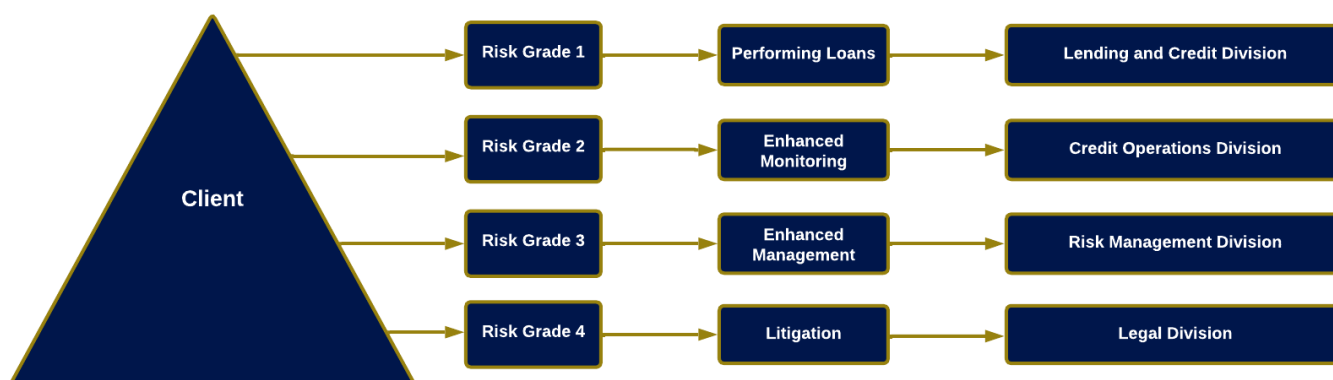 Client
Risk Grade 1
Performing Loans
Lending and Credit Division
Risk Grade 2
Enhanced
Monitoring
Credit Operations Division
Risk Grade 3
Enhanced
Management
Risk Management Division
Risk Grade 4
Litigation
Legal Division